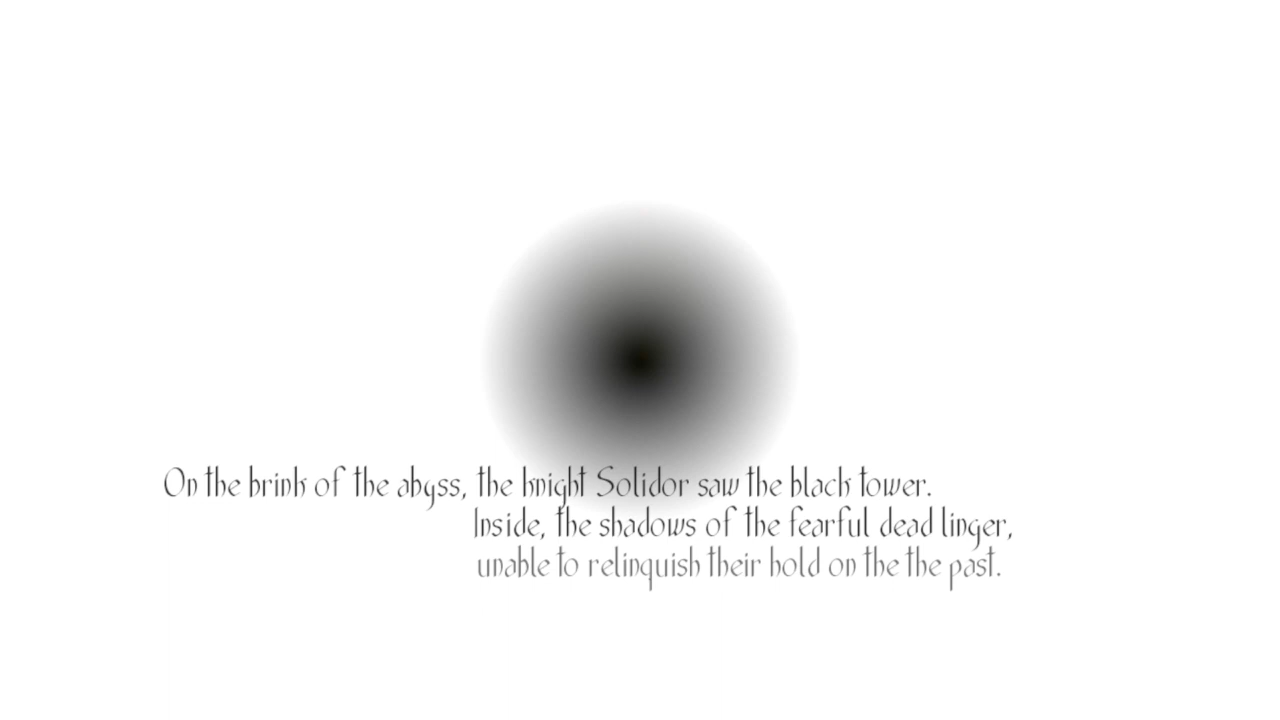 On the brink of the abyss, the knight Solidor saw the black tower.
Inside, the shadows of the fearful dead linger,
unable to relinquish their hold on the the past.